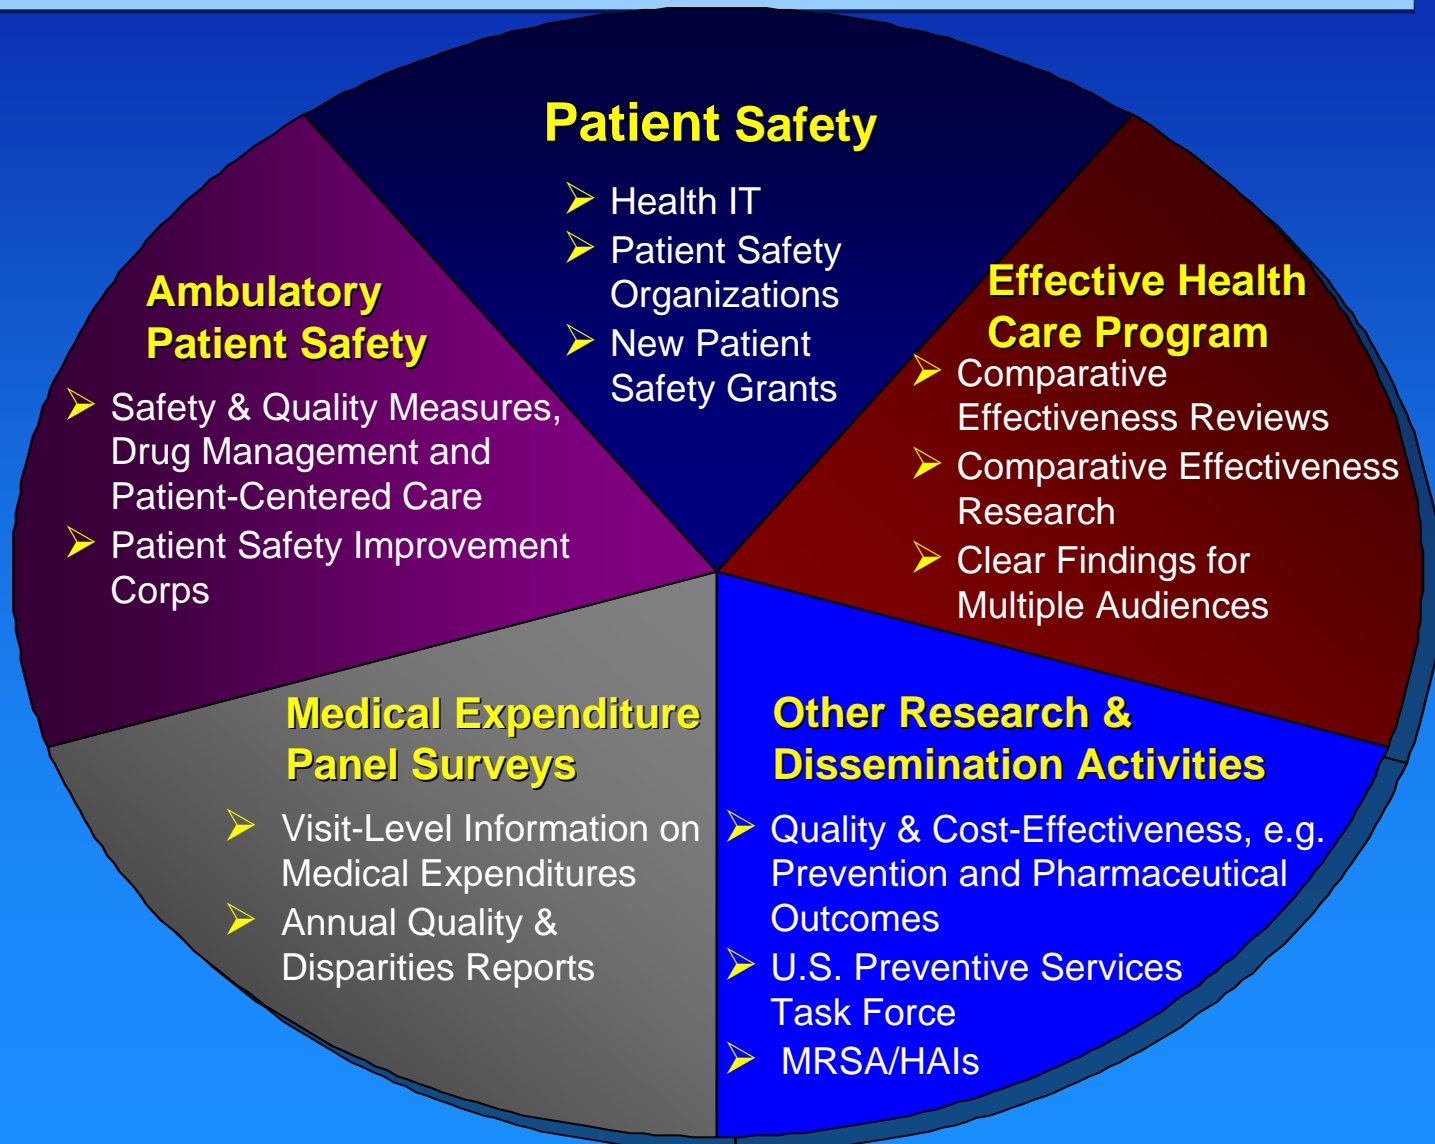 Patient Safety
➢ Health IT
➢ Patient Safety
Organizations
➢ New Patient
Safety Grants
Effective Health
Care Program
➢ Comparative
Effectiveness Reviews
➢ Comparative Effectiveness
Research
➢ Clear Findings for
Multiple Audiences
Other Research &
Dissemination Activities
➢ Quality & Cost-Effectiveness, e.g.
Prevention and Pharmaceutical
Outcomes
➢ U.S. Preventive Services
Task Force
➢ MRSA/HAIs
Medical Expenditure
Panel Surveys
➢ Visit-Level Information on
Medical Expenditures
➢ Annual Quality &
Disparities Reports
Ambulatory
Patient Safety
➢ Safety & Quality Measures,
Drug Management and
Patient-Centered Care
➢ Patient Safety Improvement
Corps